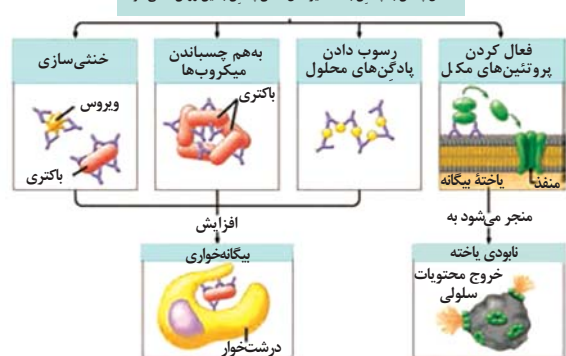 فعال کردن
پروتئین‌های مکمل
رسوب دادن
پادگِن‌های محلول
به‌هم چسباندن
میکروب‌ها
خنثی‌سازی
ویروس
باکتری
باکتری
یاختهٔ بیگانه
منفذ
افزایش
منجر می‌شود به
بیگانه‌خواری
درشت‌خوار
نابودی یاخته
خروج محتویات
سلولی